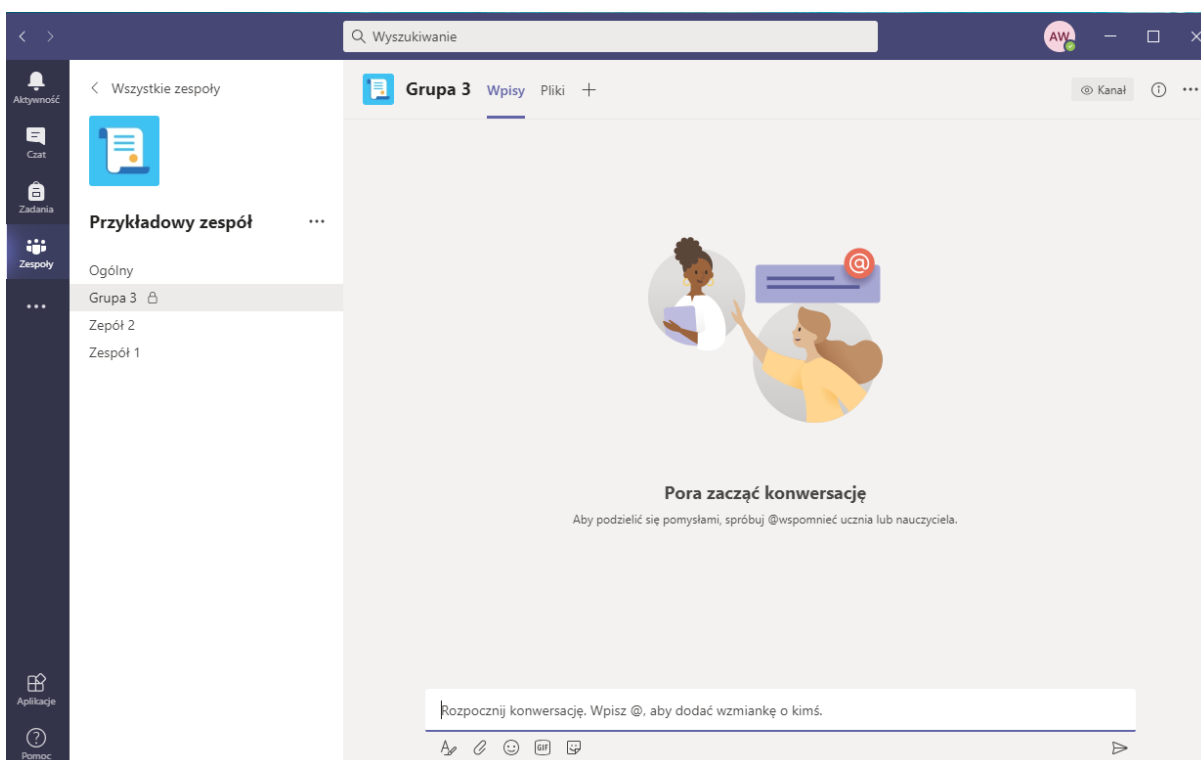 Wyszukiwanie
AW
Aktywność
Czat
Zadania
Zespoły
Aplikacje
Pomoc
Wszystkie zespoły
Przykładowy zespół
Ogólny
Grupa 3
Zepół 2
Zespół 1
Grupa 3 Wpisy Pliki
Kanał
@
Pora zacząć konwersację
Aby podzielić się pomysłami, spróbuj @wspomnieć ucznia lub nauczyciela.
Rozpocznij konwersację. Wpisz @, aby dodać wzmiankę o kimś.
GIF